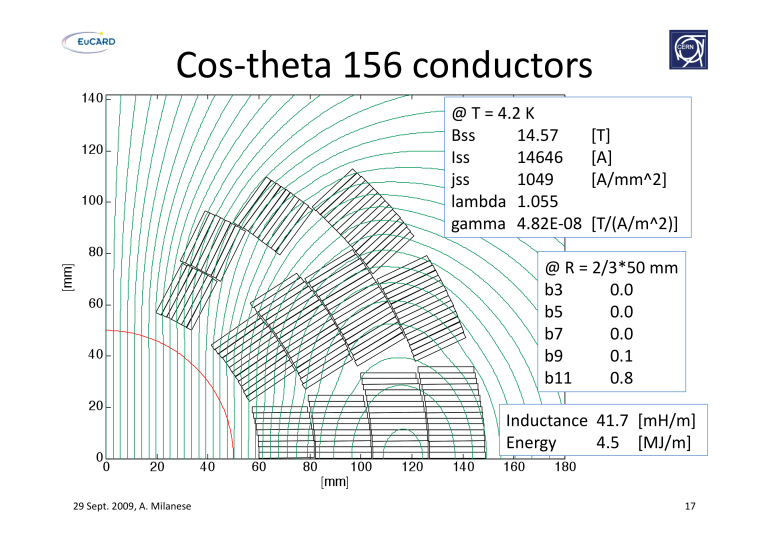 EuCARD
CERN
Cos-theta 156 conductors
@ T = 4.2 K
Bss 14.57 [T]
Iss 14646 [A]
jss 1049 [A/mm^2]
lambda 1.055
gamma 4.82E-08 [T/(A/m^2)]
@ R = 2/3*50 mm
b3 0.0
b5 0.0
b7 0.0
b9 0.1
b11 0.8
Inductance 41.7 [mH/m]
Energy 4.5 [MJ/m]
140
120
100
80
60
40
20
0
[mm]
0 20 40 60 80 100 120 140 160 180
[mm]
29 Sept. 2009, A. Milanese
17